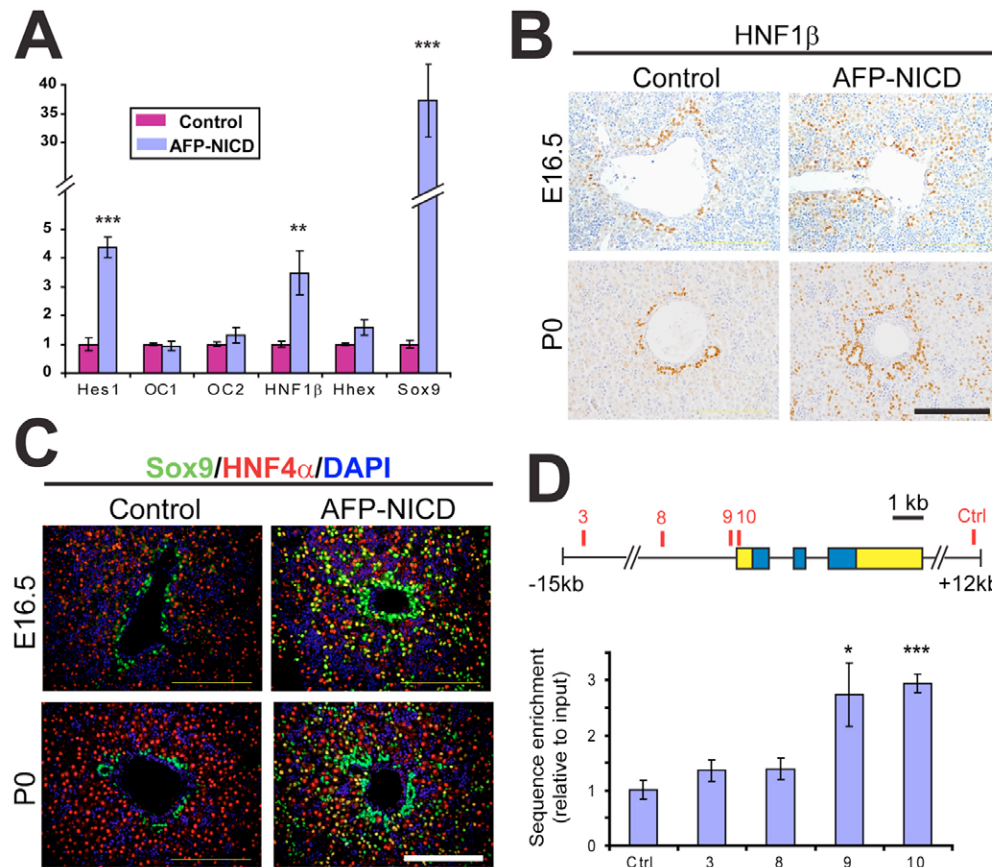 A
***
40
35
30
Control
AFP-NICD
5
4
3
2
1
0
***
**
Hes1 OC1 OC2 HNF1β Hhex Sox9
B
HNF1β
Control AFP-NICD
E16.5
P0
C
Sox9/HNF4α/DAPI
Control AFP-NICD
E16.5
P0
D
3 8 9 10 1 kb Ctrl
-15kb +12kb
Sequence enrichment
(relative to input)
3
2
1
0
* ***
Ctrl 3 8 9 10